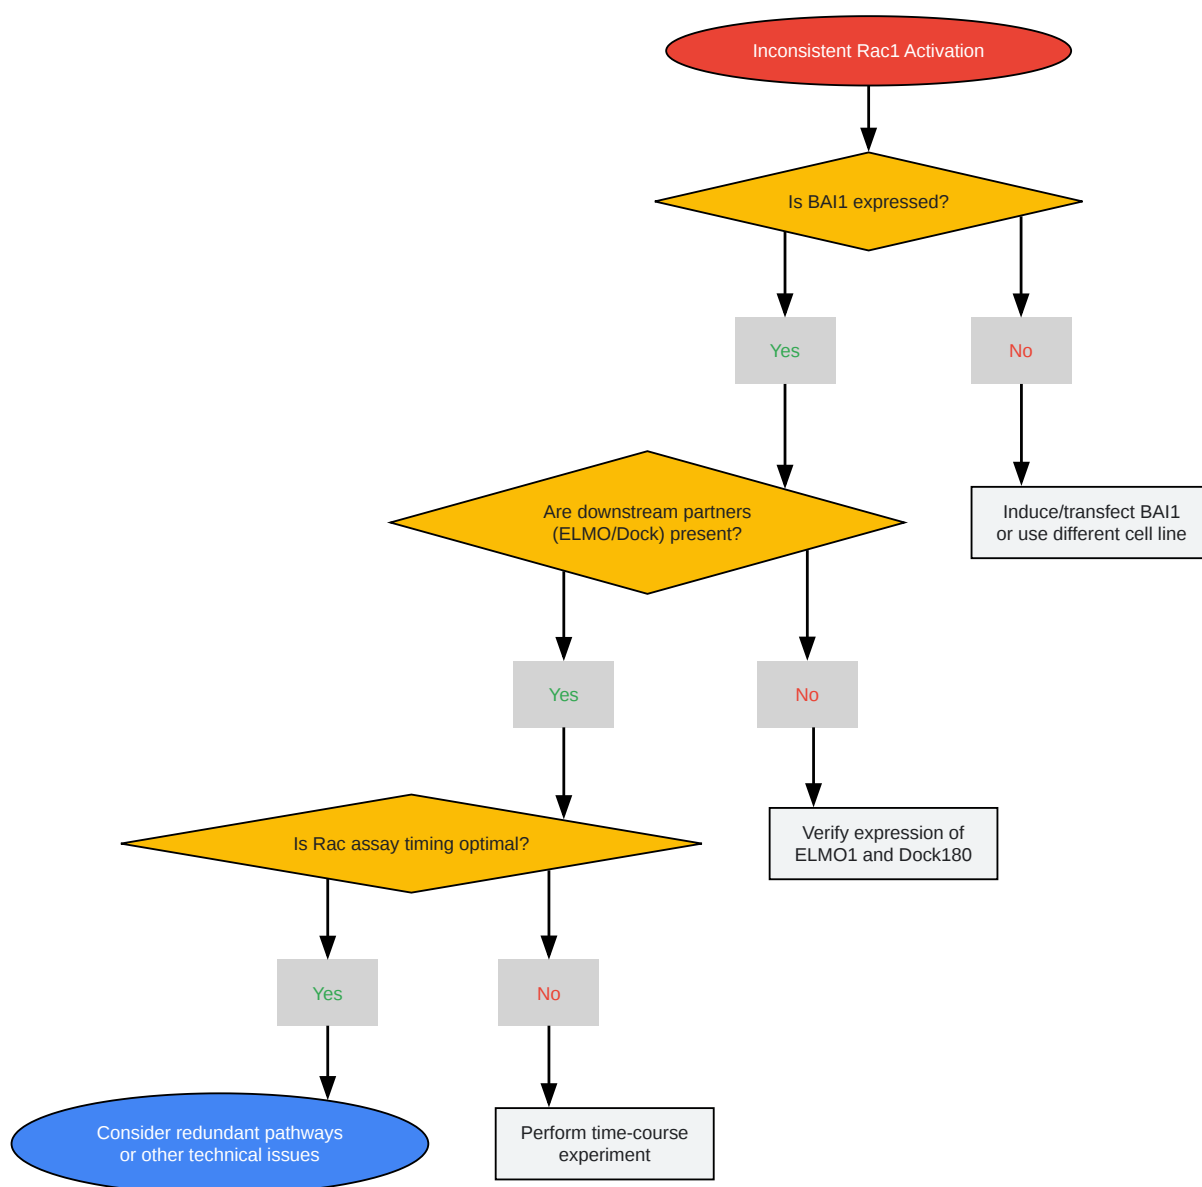 Inconsistent Rac1 Activation
Is BAI1 expressed?
Yes
No
Are downstream partners
(ELMO/Dock) present?
Induce/transfect BAI1
or use different cell line
Yes
No
Is Rac assay timing optimal?
Verify expression of
ELMO1 and Dock180
Yes
No
Consider redundant pathways
or other technical issues
Perform time-course
experiment